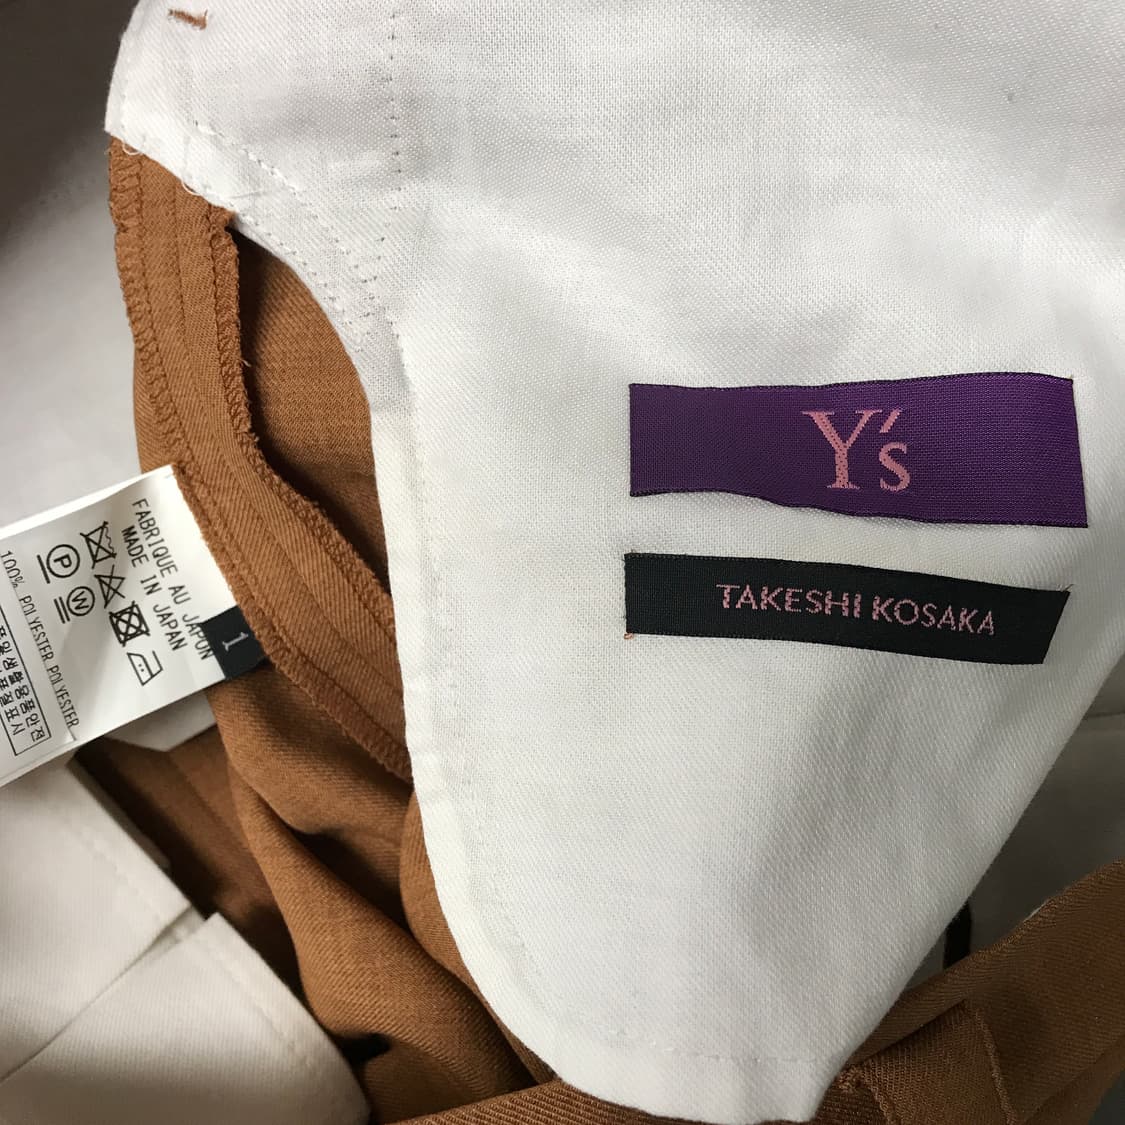 Y's
TAKESHI KOSAKA
1
FABRIQUE AU JAPON
MADE IN JAPAN
P
W
100% POLYESTER POLYESTER